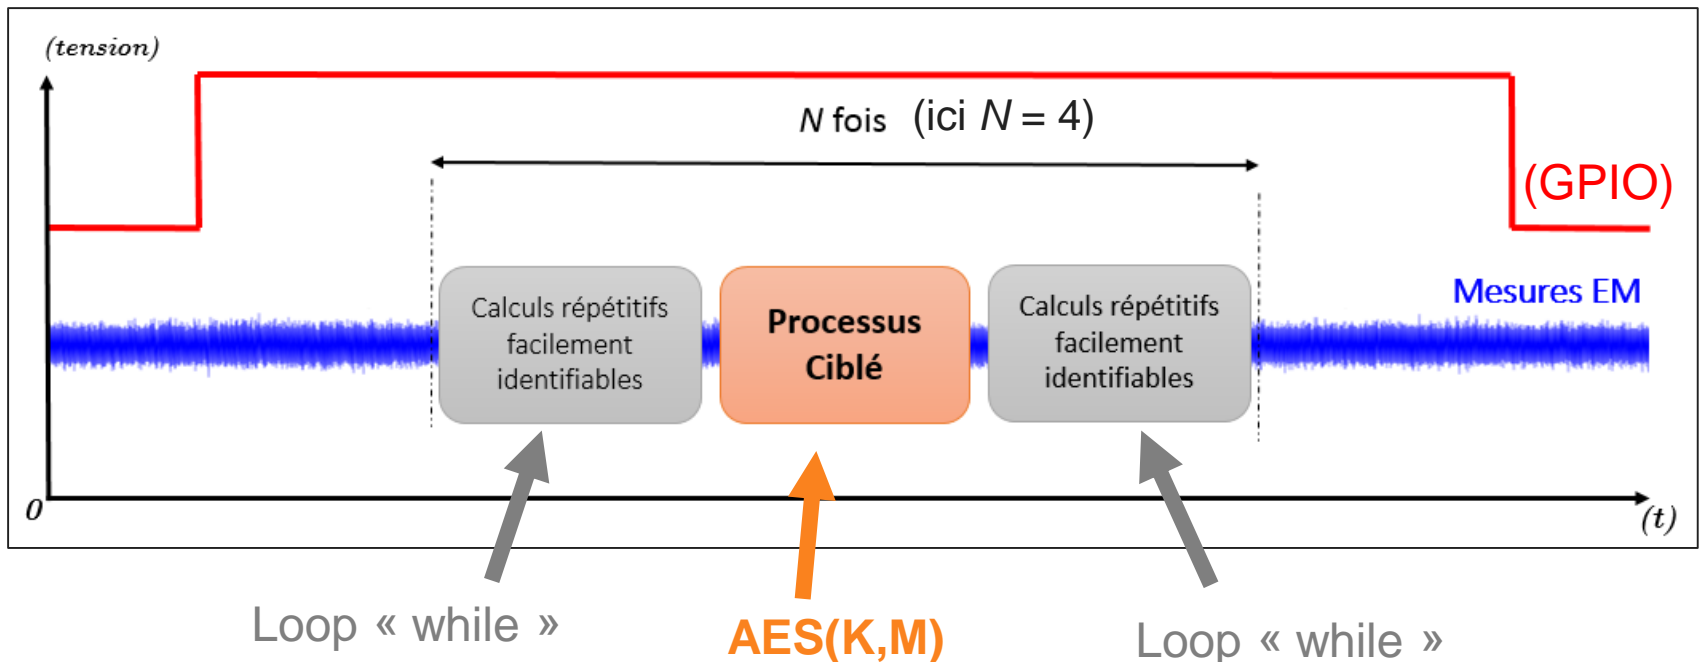 (tension)
N fois (ici N = 4)
(GPIO)
Mesures EM
Calculs répétitifs
facilement
identifiables
Processus
Ciblé
Calculs répétitifs
facilement
identifiables
0
(t)
Loop « while »
AES(K,M)
Loop « while »